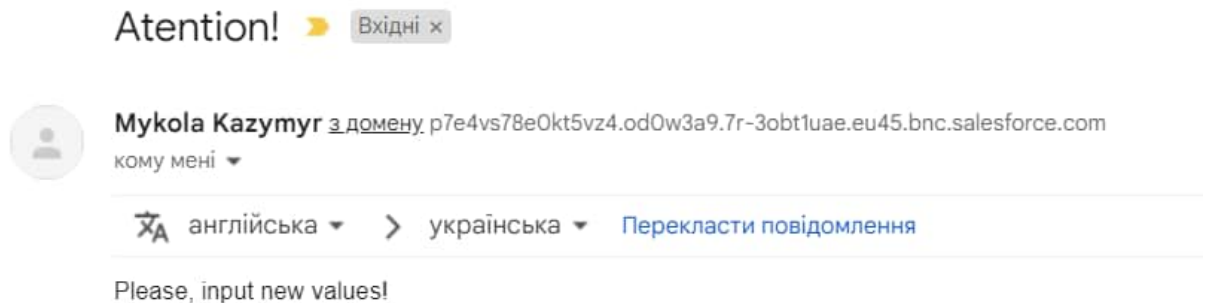 Atention! Вхідні ×
Mykola Kazymyr з домену p7e4vs78e0kt5vz4.od0w3a9.7r-3obt1uae.eu45.bnc.salesforce.com
кому мені
англійська > українська Перекласти повідомлення
Please, input new values!